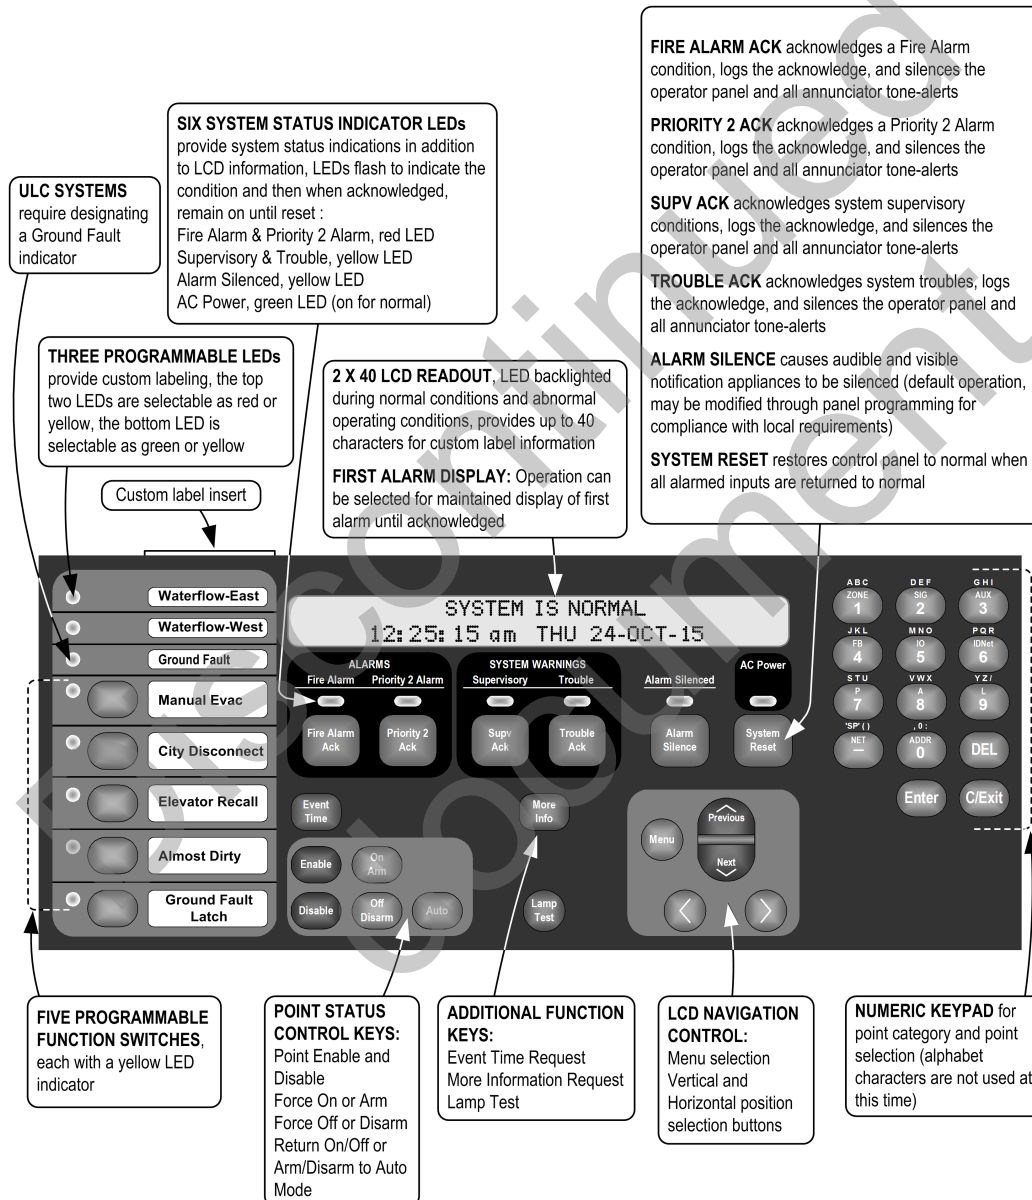 FIRE ALARM ACK acknowledges a Fire Alarm
condition, logs the acknowledge, and silences the
operator panel and all annunciator tone-alerts
PRIORITY 2 ACK acknowledges a Priority 2 Alarm
condition, logs the acknowledge, and silences the
operator panel and all annunciator tone-alerts
SUPV ACK acknowledges system supervisory
conditions, logs the acknowledge, and silences the
operator panel and all annunciator tone-alerts
TROUBLE ACK acknowledges system troubles, logs
the acknowledge, and silences the operator panel and
all annunciator tone-alerts
ALARM SILENCE causes audible and visible
notification appliances to be silenced (default operation,
may be modified through panel programming for
compliance with local requirements)
SYSTEM RESET restores control panel to normal when
all alarmed inputs are returned to normal
SIX SYSTEM STATUS INDICATOR LEDs
provide system status indications in addition
to LCD information, LEDs flash to indicate the
condition and then when acknowledged,
remain on until reset :
Fire Alarm & Priority 2 Alarm, red LED
Supervisory & Trouble, yellow LED
Alarm Silenced, yellow LED
AC Power, green LED (on for normal)
ULC SYSTEMS
require designating
a Ground Fault
indicator
THREE PROGRAMMABLE LEDs
provide custom labeling, the top
two LEDs are selectable as red or
yellow, the bottom LED is
selectable as green or yellow
2 X 40 LCD READOUT, LED backlighted
during normal conditions and abnormal
operating conditions, provides up to 40
characters for custom label information
FIRST ALARM DISPLAY: Operation can
be selected for maintained display of first
alarm until acknowledged
Custom label insert
Waterflow-East
Waterflow-West
Ground Fault
Manual Evac
City Disconnect
Elevator Recall
Almost Dirty
Ground Fault
Latch
SYSTEM IS NORMAL
12:25:15 am THU 24-OCT-15
ALARMS
Fire Alarm Priority 2 Alarm
SYSTEM WARNINGS
Supervisory Trouble
Alarm Silenced
AC Power
Fire Alarm
Ack
Priority 2
Ack
Supv
Ack
Trouble
Ack
Alarm
Silence
System
Reset
Event
Time
More
Info
Enable
On
Arm
Disable
Off
Disarm
Auto
Lamp
Test
Menu
Previous
Next
ABC DEF GHI
ZONE SIG AUX
1 2 3
JKL MNO PQR
FB IO IDNet
4 5 6
STU VWX YZ/
P A L
7 8 9
'SP' ( ) , 0 :
NET ADDR
— 0 DEL
Enter C/Exit
FIVE PROGRAMMABLE
FUNCTION SWITCHES,
each with a yellow LED
indicator
POINT STATUS
CONTROL KEYS:
Point Enable and
Disable
Force On or Arm
Force Off or Disarm
Return On/Off or
Arm/Disarm to Auto
Mode
ADDITIONAL FUNCTION
KEYS:
Event Time Request
More Information Request
Lamp Test
LCD NAVIGATION
CONTROL:
Menu selection
Vertical and
Horizontal position
selection buttons
NUMERIC KEYPAD for
point category and point
selection (alphabet
characters are not used at
this time)
Discontinued
document